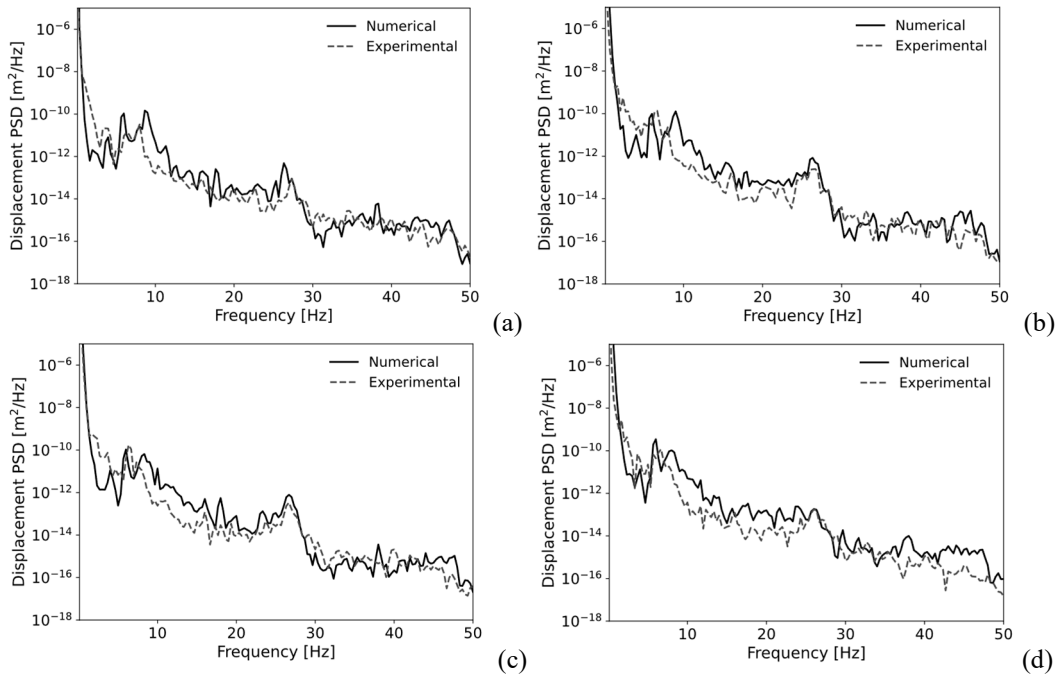 Displacement PSD [m²/Hz]
10⁻⁶
10⁻⁸
10⁻¹⁰
10⁻¹²
10⁻¹⁴
10⁻¹⁶
10⁻¹⁸
Numerical
Experimental
10 20 30 40 50
Frequency [Hz]
(a)
Displacement PSD [m²/Hz]
10⁻⁶
10⁻⁸
10⁻¹⁰
10⁻¹²
10⁻¹⁴
10⁻¹⁶
10⁻¹⁸
Numerical
Experimental
10 20 30 40 50
Frequency [Hz]
(b)
Displacement PSD [m²/Hz]
10⁻⁶
10⁻⁸
10⁻¹⁰
10⁻¹²
10⁻¹⁴
10⁻¹⁶
10⁻¹⁸
Numerical
Experimental
10 20 30 40 50
Frequency [Hz]
(c)
Displacement PSD [m²/Hz]
10⁻⁶
10⁻⁸
10⁻¹⁰
10⁻¹²
10⁻¹⁴
10⁻¹⁶
10⁻¹⁸
Numerical
Experimental
10 20 30 40 50
Frequency [Hz]
(d)